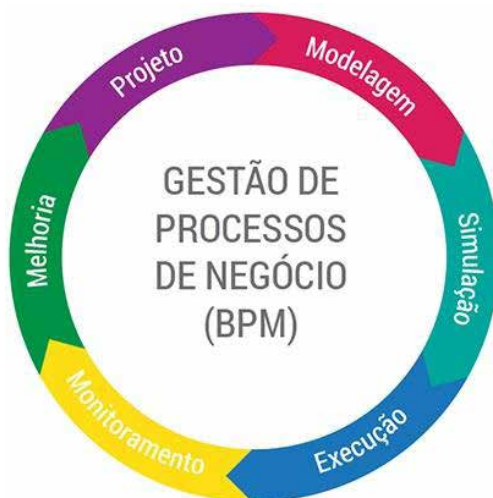 GESTÃO DE
PROCESSOS
DE NEGÓCIO
(BPM)
Projeto
Modelagem
Simulação
Execução
Monitoramento
Melhoria